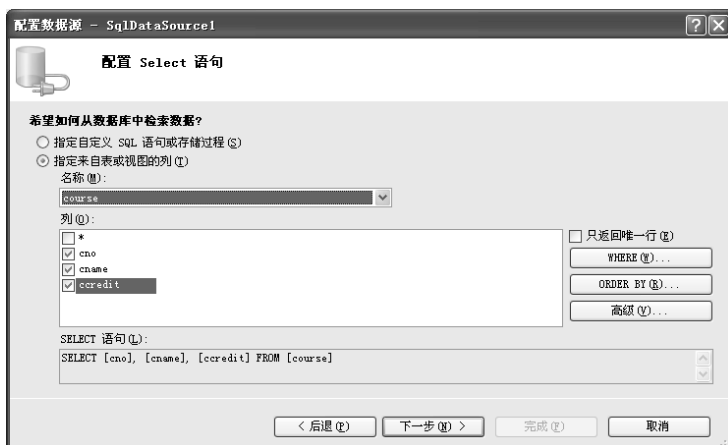 配置数据源 - SqlDataSource1
配置 Select 语句
希望如何从数据库中检索数据?
指定自定义 SQL 语句或存储过程(S)
指定来自表或视图的列(T)
名称(M):
course
列(O):
*
cno
cname
ccredit
只返回唯一行(E)
WHERE(W)...
ORDER BY(R)...
高级(V)...
SELECT 语句(L):
SELECT [cno], [cname], [ccredit] FROM [course]
< 后退(P)
下一步(N) >
完成(F)
取消